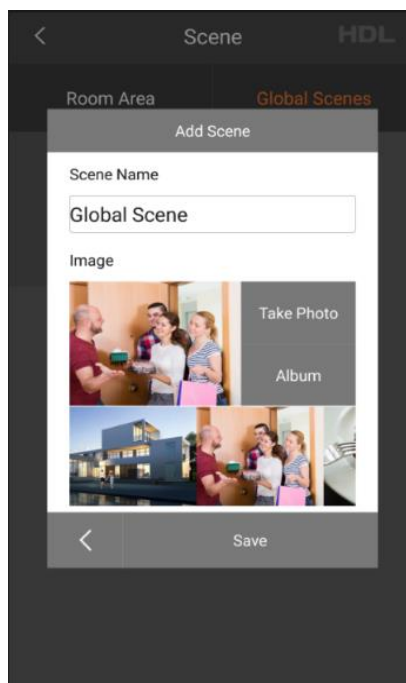 Scene
HDL
Room Area
Global Scenes
Add Scene
Scene Name
Global Scene
Image
Take Photo
Album
Save